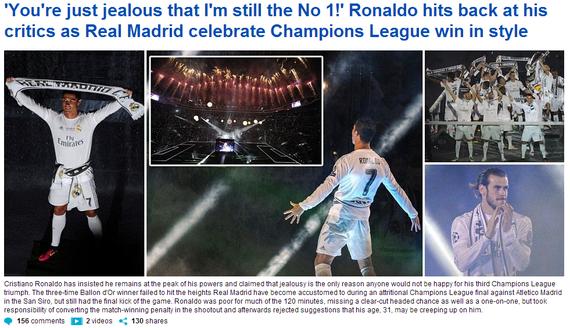 'You're just jealous that I'm still the No 1!' Ronaldo hits back at his
critics as Real Madrid celebrate Champions League win in style
REAL MADRID
Fly
Emirates
7
RONALDO
7
Cristiano Ronaldo has insisted he remains at the peak of his powers and claimed that jealousy is the only reason anyone would not be happy for his third Champions League
triumph. The three-time Ballon d'Or winner failed to hit the heights Real Madrid have become accustomed to during an attritional Champions League final against Atletico Madrid
in the San Siro, but still had the final kick of the game. Ronaldo was poor for much of the 120 minutes, missing a clear-cut headed chance as well as a one-on-one, but took
responsibility of converting the match-winning penalty in the shootout and afterwards rejected suggestions that his age, 31, may be creeping up on him.
156 comments 2 videos 130 shares